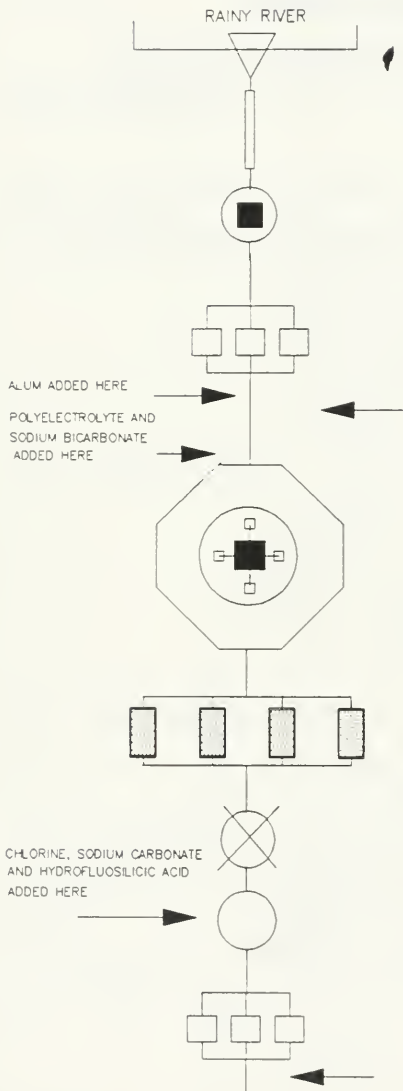 RAINY RIVER
ALUM ADDED HERE
POLYELECTROLYTE AND
SODIUM BICARBONATE
ADDED HERE
CHLORINE, SODIUM CARBONATE
AND HYDROFLUOSILICIC ACID
ADDED HERE